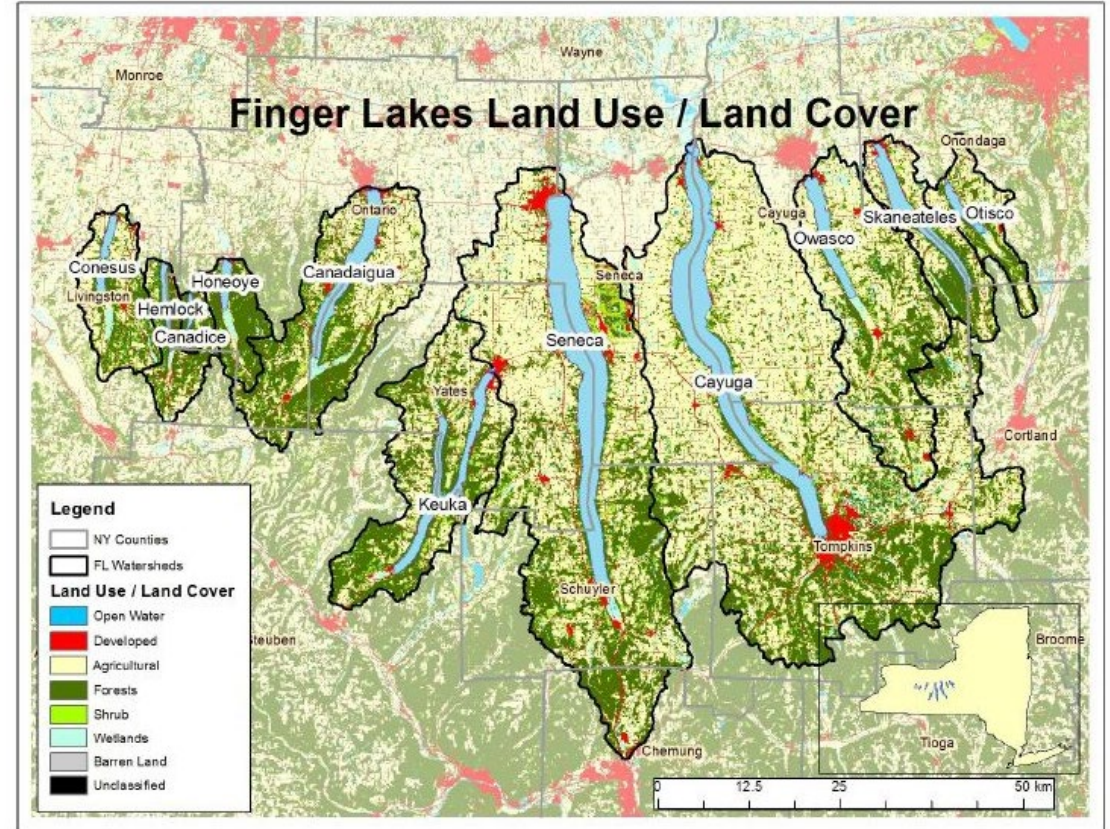 Wayne
Monroe
Finger Lakes Land Use / Land Cover
Onondaga
Ontario
Cayuga
Skaneateles
Otisco
Owasco
Conesus
Canadaigua
Seneca
Honeoye
Livingston
Hemlock
Canadice
Seneca
Cayuga
Yates
Cortland
Keuka
Tompkins
Schuyler
Steuben
Broome
Tioga
Chemung
Legend
NY Counties
FL Watersheds
Land Use / Land Cover
Open Water
Developed
Agricultural
Forests
Shrub
Wetlands
Barren Land
Unclassified
0 12.5 25 50 km